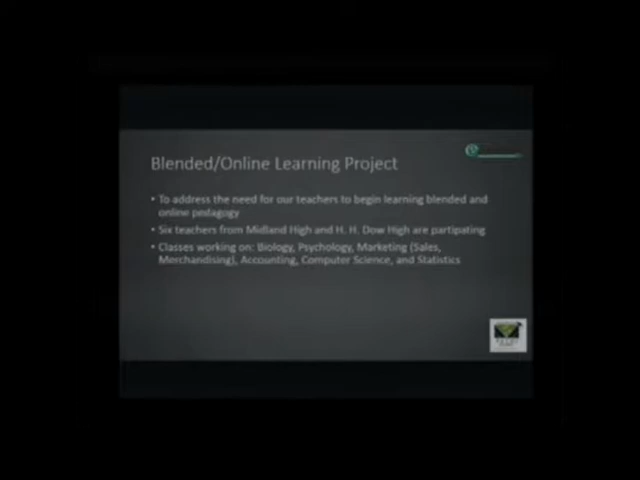 Blended/Online Learning Project
• To address the need for our teachers to begin learning blended and
online pedagogy
• Six teachers from Midland High and H. H. Dow High are partipating
• Classes working on: Biology, Psychology, Marketing (Sales,
Merchandising), Accounting, Computer Science, and Statistics